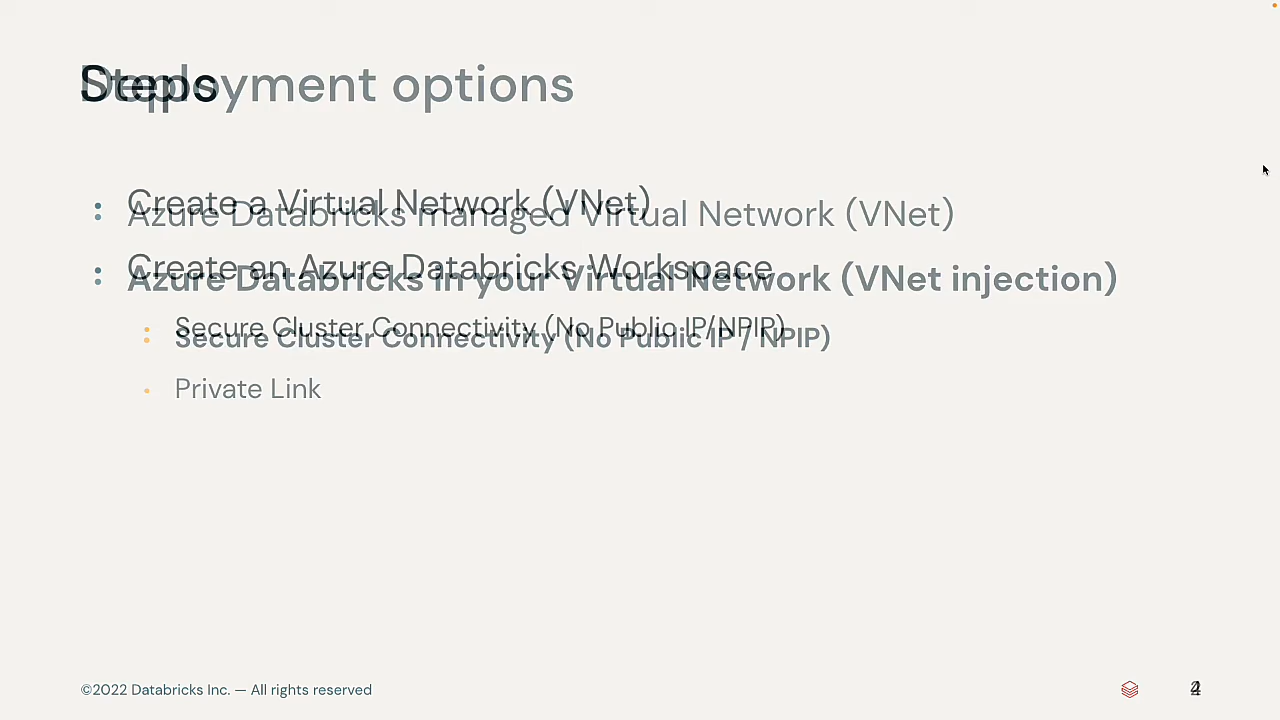 Deployment options
Steps
Create a Virtual Network (VNet)
Azure Databricks managed Virtual Network (VNet)
Create an Azure Databricks Workspace
Azure Databricks in your Virtual Network (VNet injection)
Secure Cluster Connectivity (No Public IP/NPIP)
Secure Cluster Connectivity (No Public IP / NPIP)
Private Link
©2022 Databricks Inc. — All rights reserved